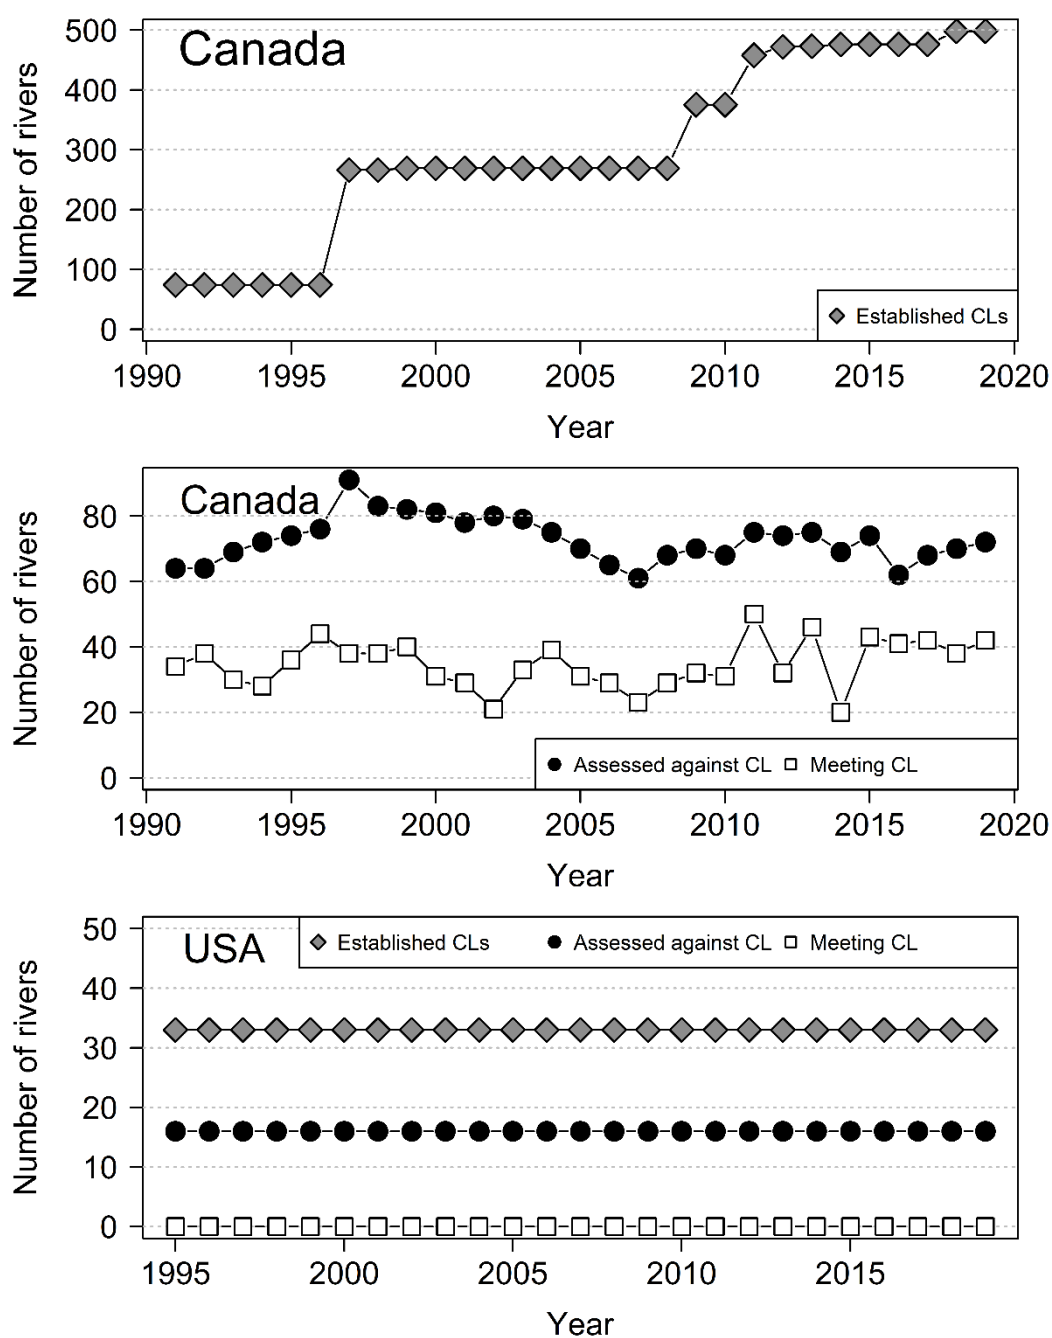 Canada
Number of rivers
500
400
300
200
100
0
Established CLs
1990 1995 2000 2005 2010 2015 2020
Year
Canada
Number of rivers
80
60
40
20
0
Assessed against CL Meeting CL
1990 1995 2000 2005 2010 2015 2020
Year
USA
Established CLs Assessed against CL Meeting CL
Number of rivers
50
40
30
20
10
0
1995 2000 2005 2010 2015
Year